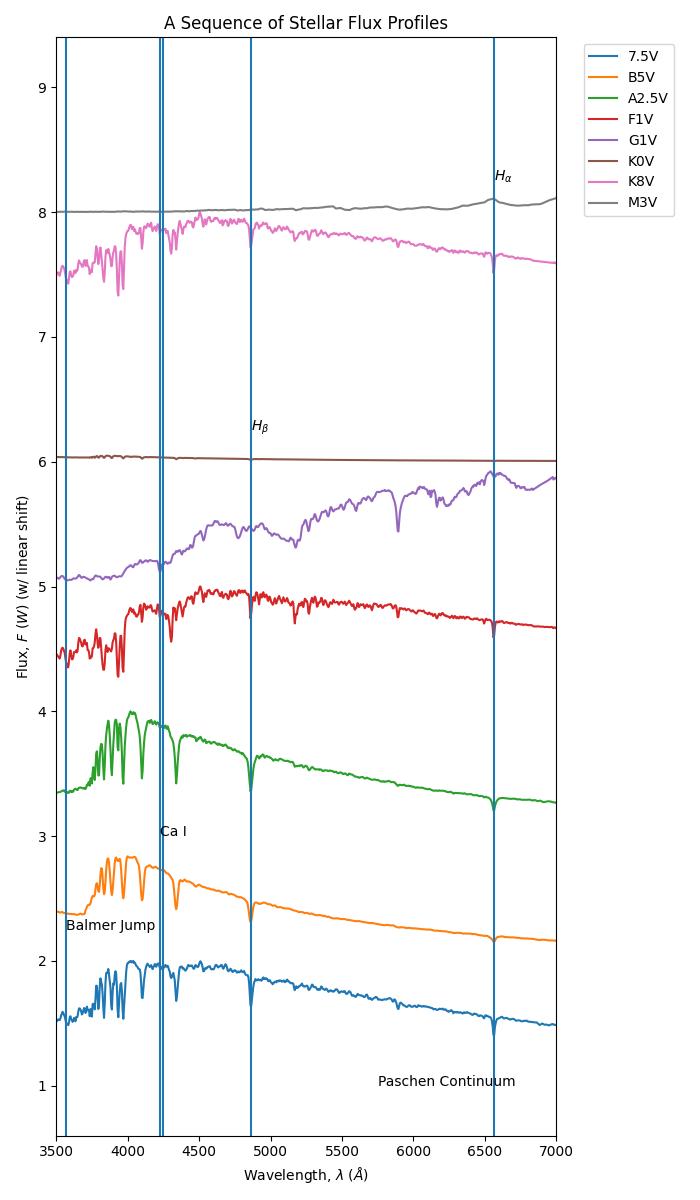 A Sequence of Stellar Flux Profiles
7.5V
B5V
A2.5V
F1V
G1V
K0V
K8V
M3V
9
8
7
6
5
4
3
2
1
Flux, F (W) (w/ linear shift)
Hα
Hβ
Ca I
Balmer Jump
Paschen Continuum
3500 4000 4500 5000 5500 6000 6500 7000
Wavelength, λ (Å)